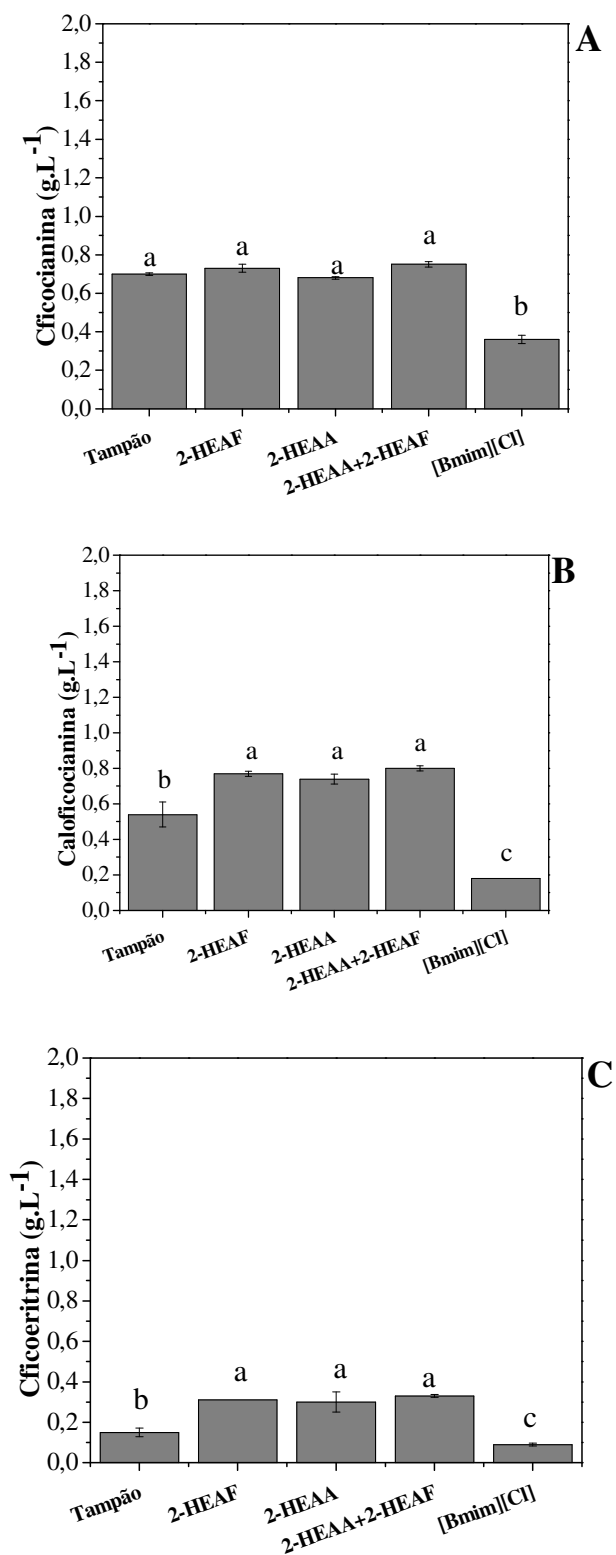 A
2,0
1,8
1,6
1,4
1,2
1,0
0,8
0,6
0,4
0,2
0,0
Cficocianina (g.L-1)
a
a
a
a
b
Tampão
2-HEAF
2-HEAA
2-HEAA+2-HEAF
[Bmim][Cl]
B
2,0
1,8
1,6
1,4
1,2
1,0
0,8
0,6
0,4
0,2
0,0
Caloficocianina (g.L-1)
b
a
a
a
c
Tampão
2-HEAF
2-HEAA
2-HEAA+2-HEAF
[Bmim][Cl]
C
2,0
1,8
1,6
1,4
1,2
1,0
0,8
0,6
0,4
0,2
0,0
Cficoeritrina (g.L-1)
b
a
a
a
c
Tampão
2-HEAF
2-HEAA
2-HEAA+2-HEAF
[Bmim][Cl]